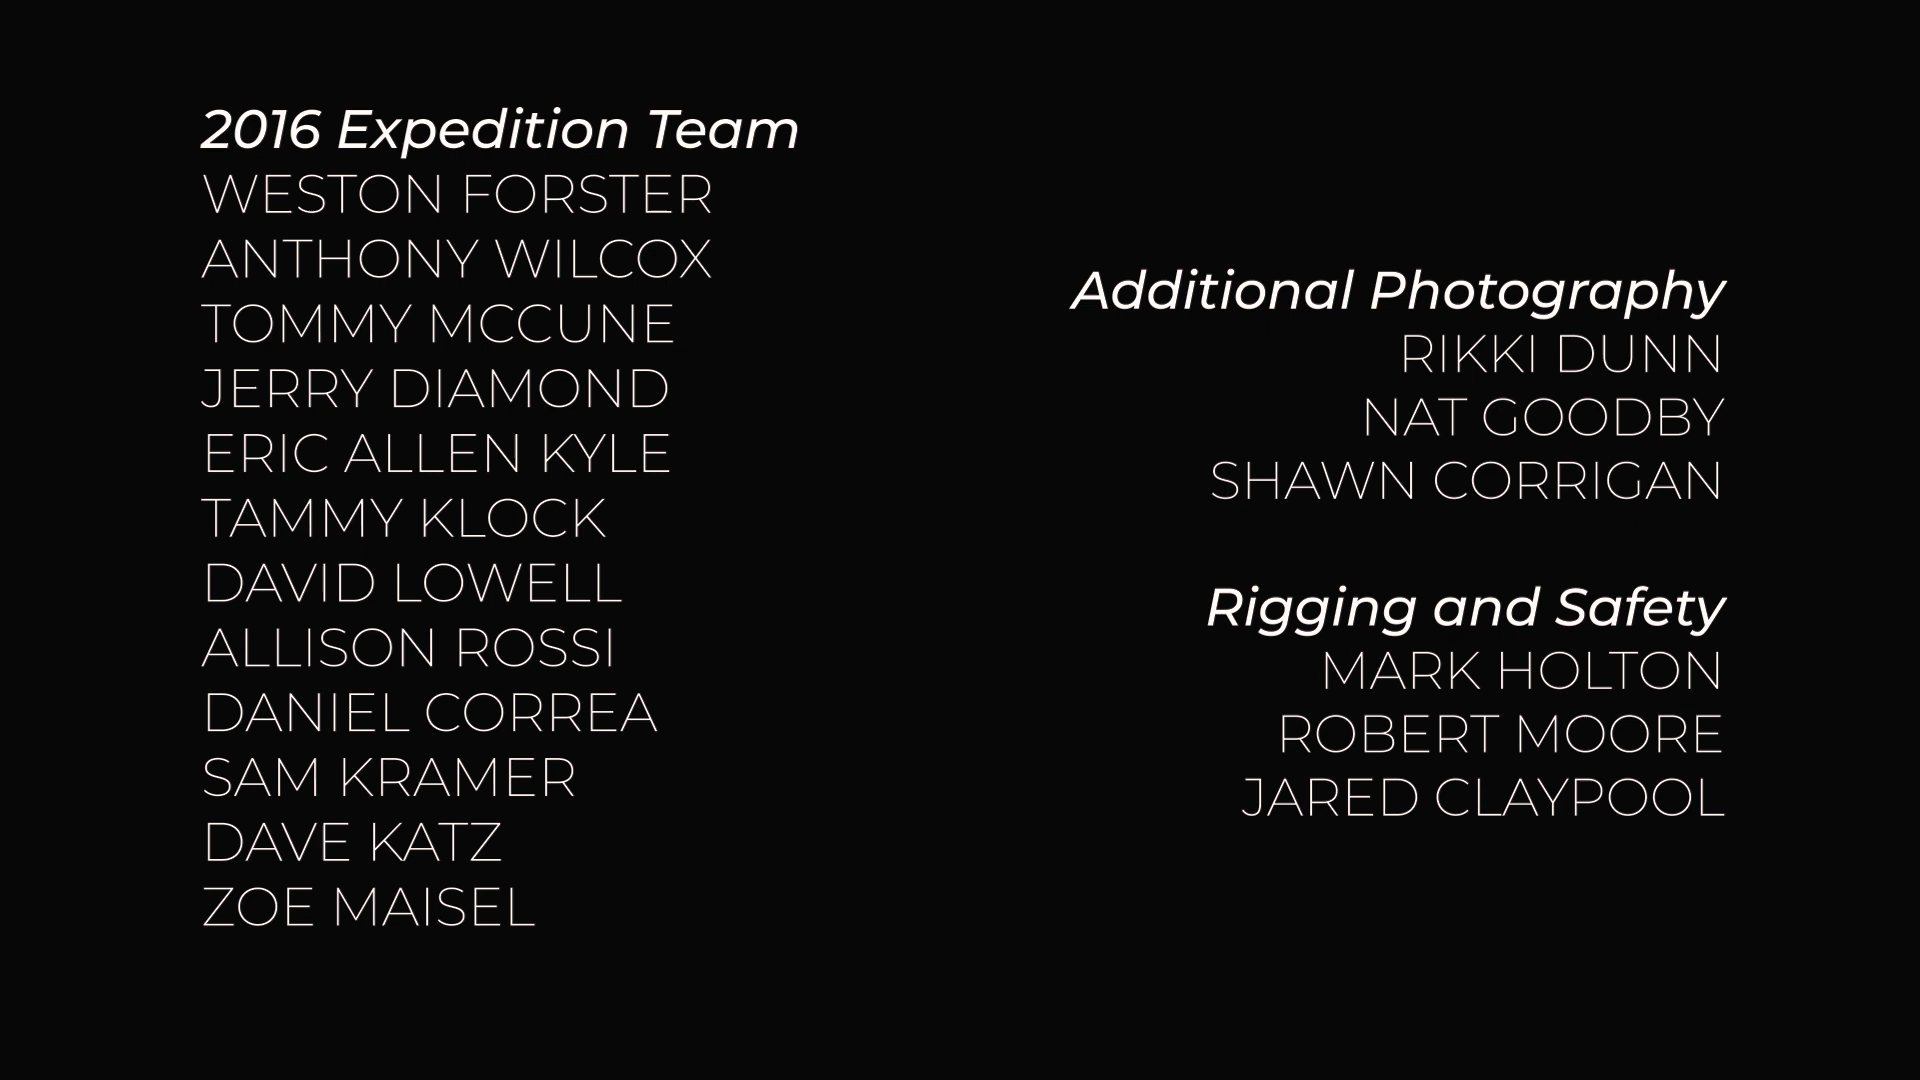 2016 Expedition Team
WESTON FORSTER
ANTHONY WILCOX
TOMMY MCCUNE
JERRY DIAMOND
ERIC ALLEN KYLE
TAMMY KLOCK
DAVID LOWELL
ALLISON ROSSI
DANIEL CORREA
SAM KRAMER
DAVE KATZ
ZOE MAISEL
Additional Photography
RIKKI DUNN
NAT GOODBY
SHAWN CORRIGAN
Rigging and Safety
MARK HOLTON
ROBERT MOORE
JARED CLAYPOOL